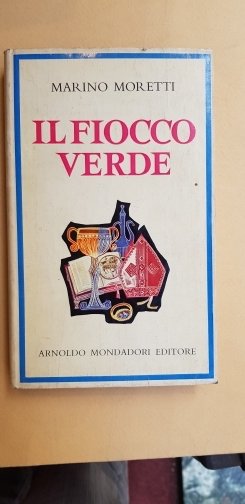 MARINO MORETTI
IL FIOCCO
VERDE
ARNOLDO MONDADORI EDITORE